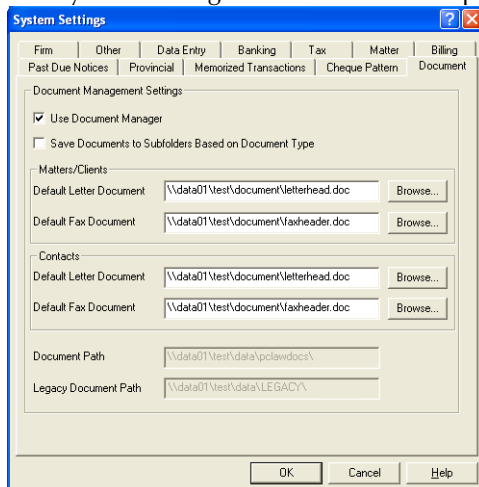 System Settings
Firm Other Data Entry Banking Tax Matter Billing
Past Due Notices Provincial Memorized Transactions Cheque Pattern Document
Document Management Settings
Use Document Manager
Save Documents to Subfolders Based on Document Type
Matters/Clients
Default Letter Document \\data01\test\document\letterhead.doc Browse...
Default Fax Document \\data01\test\document\faxheader.doc Browse...
Contacts
Default Letter Document \\data01\test\document\letterhead.doc Browse...
Default Fax Document \\data01\test\document\faxheader.doc Browse...
Document Path \\data01\test\data\pclawdocs\
Legacy Document Path \\data01\test\data\LEGACY\
OK Cancel Help